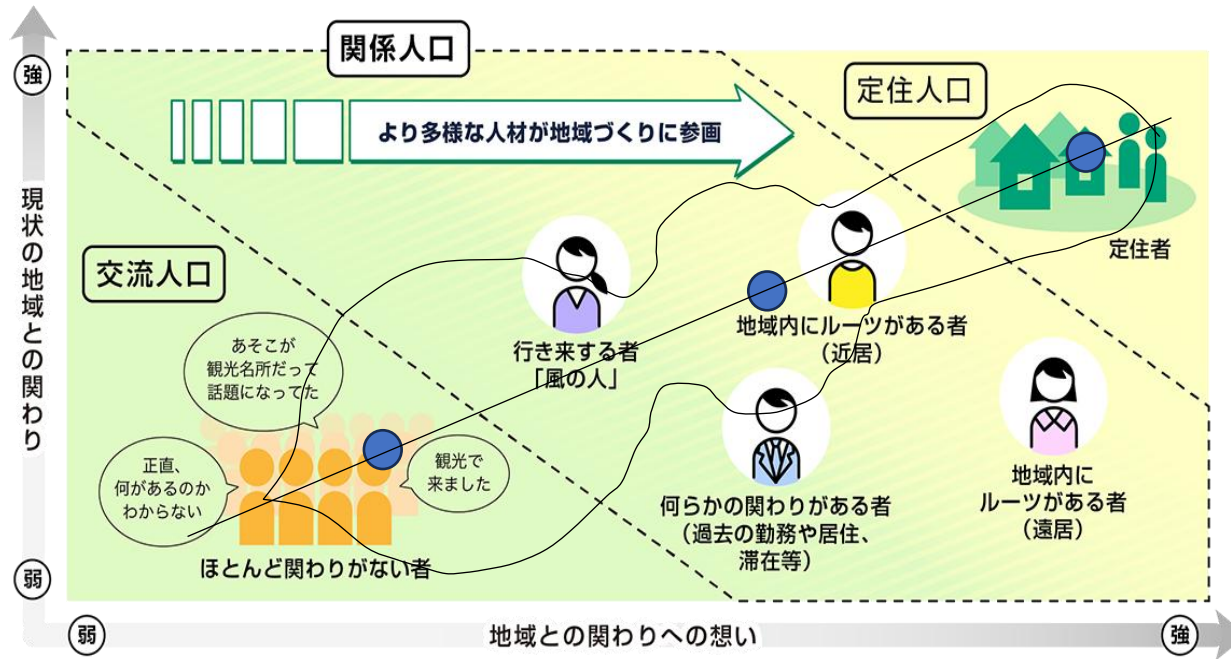 関係人口
強
定住人口
より多様な人材が地域づくりに参画
現状の地域との関わり
交流人口
定住者
あそこが
観光名所だって
話題になってた
地域内にルーツがある者
（近居）
行き来する者
「風の人」
正直、
何があるのか
わからない
観光で
来ました
地域内に
ルーツがある者
（遠居）
何らかの関わりがある者
（過去の勤務や居住、
滞在等）
ほとんど関わりがない者
弱
弱
地域との関わりへの想い
強